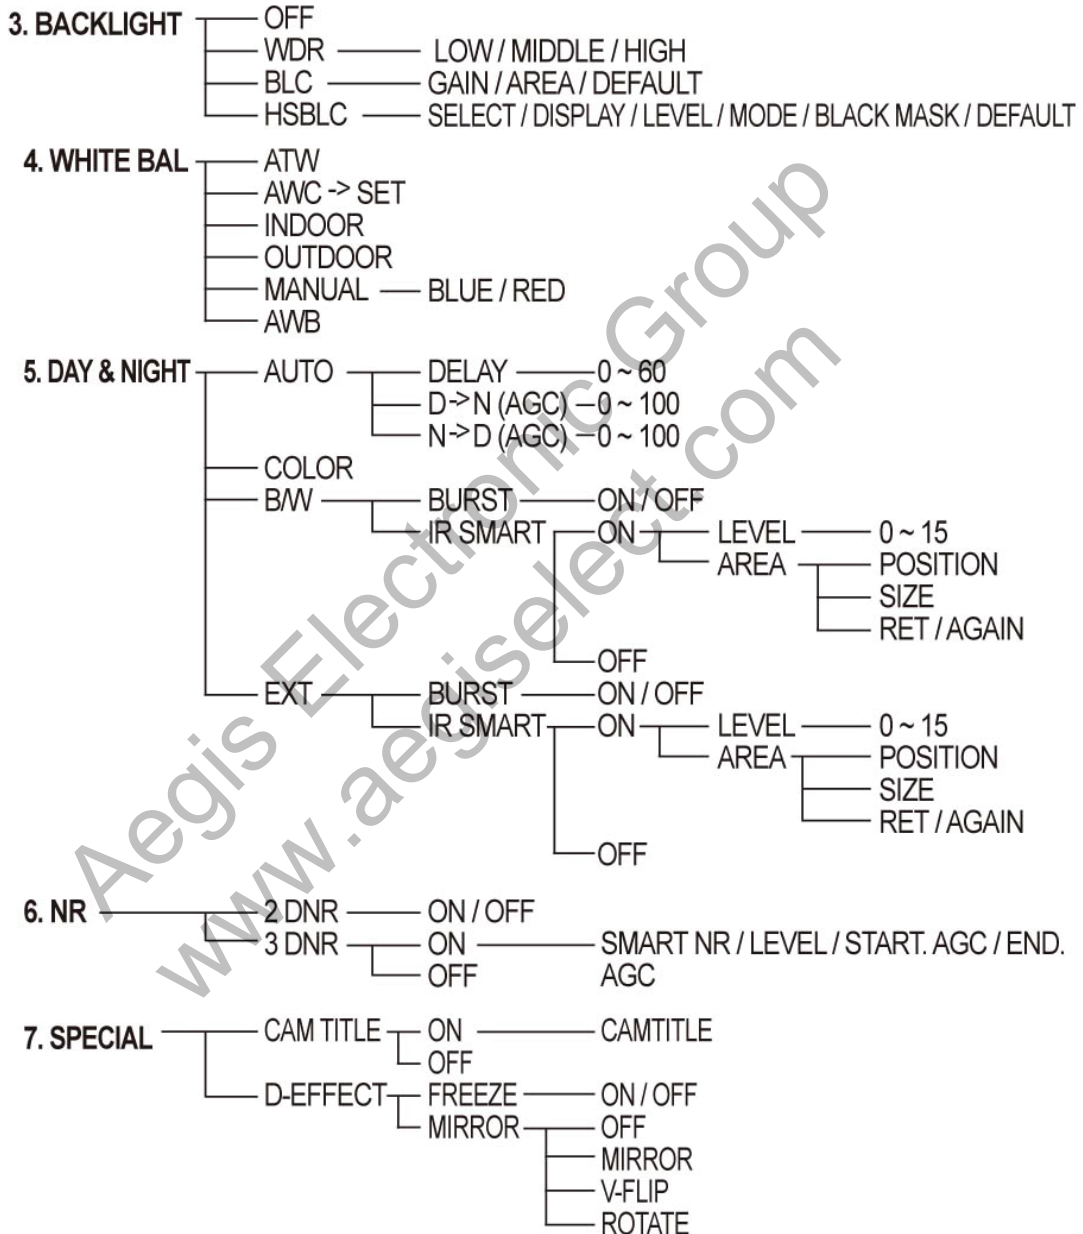 3. BACKLIGHT OFF
WDR LOW / MIDDLE / HIGH
BLC GAIN / AREA / DEFAULT
HSBLC SELECT / DISPLAY / LEVEL / MODE / BLACK MASK / DEFAULT
4. WHITE BAL ATW
AWC -> SET
INDOOR
OUTDOOR
MANUAL BLUE / RED
AWB
5. DAY & NIGHT AUTO DELAY 0 ~ 60
D->N (AGC) 0 ~ 100
N->D (AGC) 0 ~ 100
COLOR
B/W BURST ON / OFF
IR SMART ON LEVEL 0 ~ 15
AREA POSITION
SIZE
RET / AGAIN
OFF
EXT BURST ON / OFF
IR SMART ON LEVEL 0 ~ 15
AREA POSITION
SIZE
RET / AGAIN
OFF
6. NR 2 DNR ON / OFF
3 DNR ON SMART NR / LEVEL / START. AGC / END.
OFF AGC
7. SPECIAL CAM TITLE ON CAMTITLE
OFF
D-EFFECT FREEZE ON / OFF
MIRROR OFF
MIRROR
V-FLIP
ROTATE
Aegis Electronic Group
www.aegiselect.com